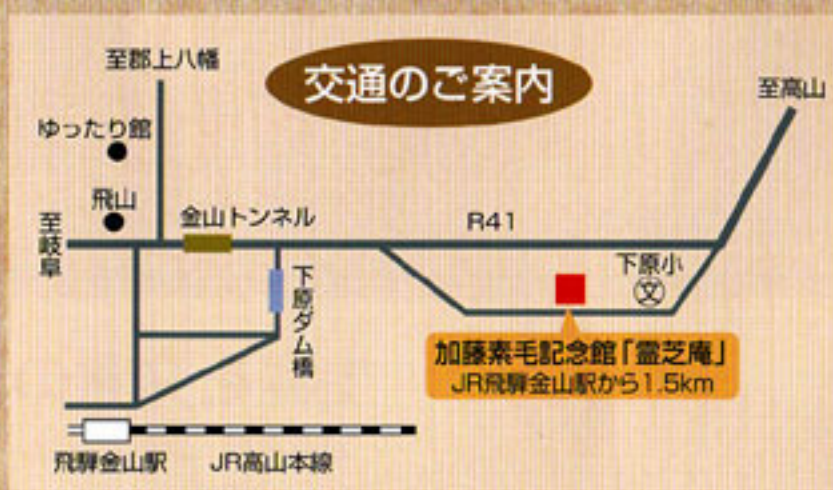 交通のご案内
至郡上八幡
至高山
ゆったり館
飛山
至岐阜
金山トンネル
R41
下原小
文
下原ダム橋
加藤素毛記念館「霊芝庵」
JR飛騨金山駅から1.5km
飛騨金山駅
JR高山本線